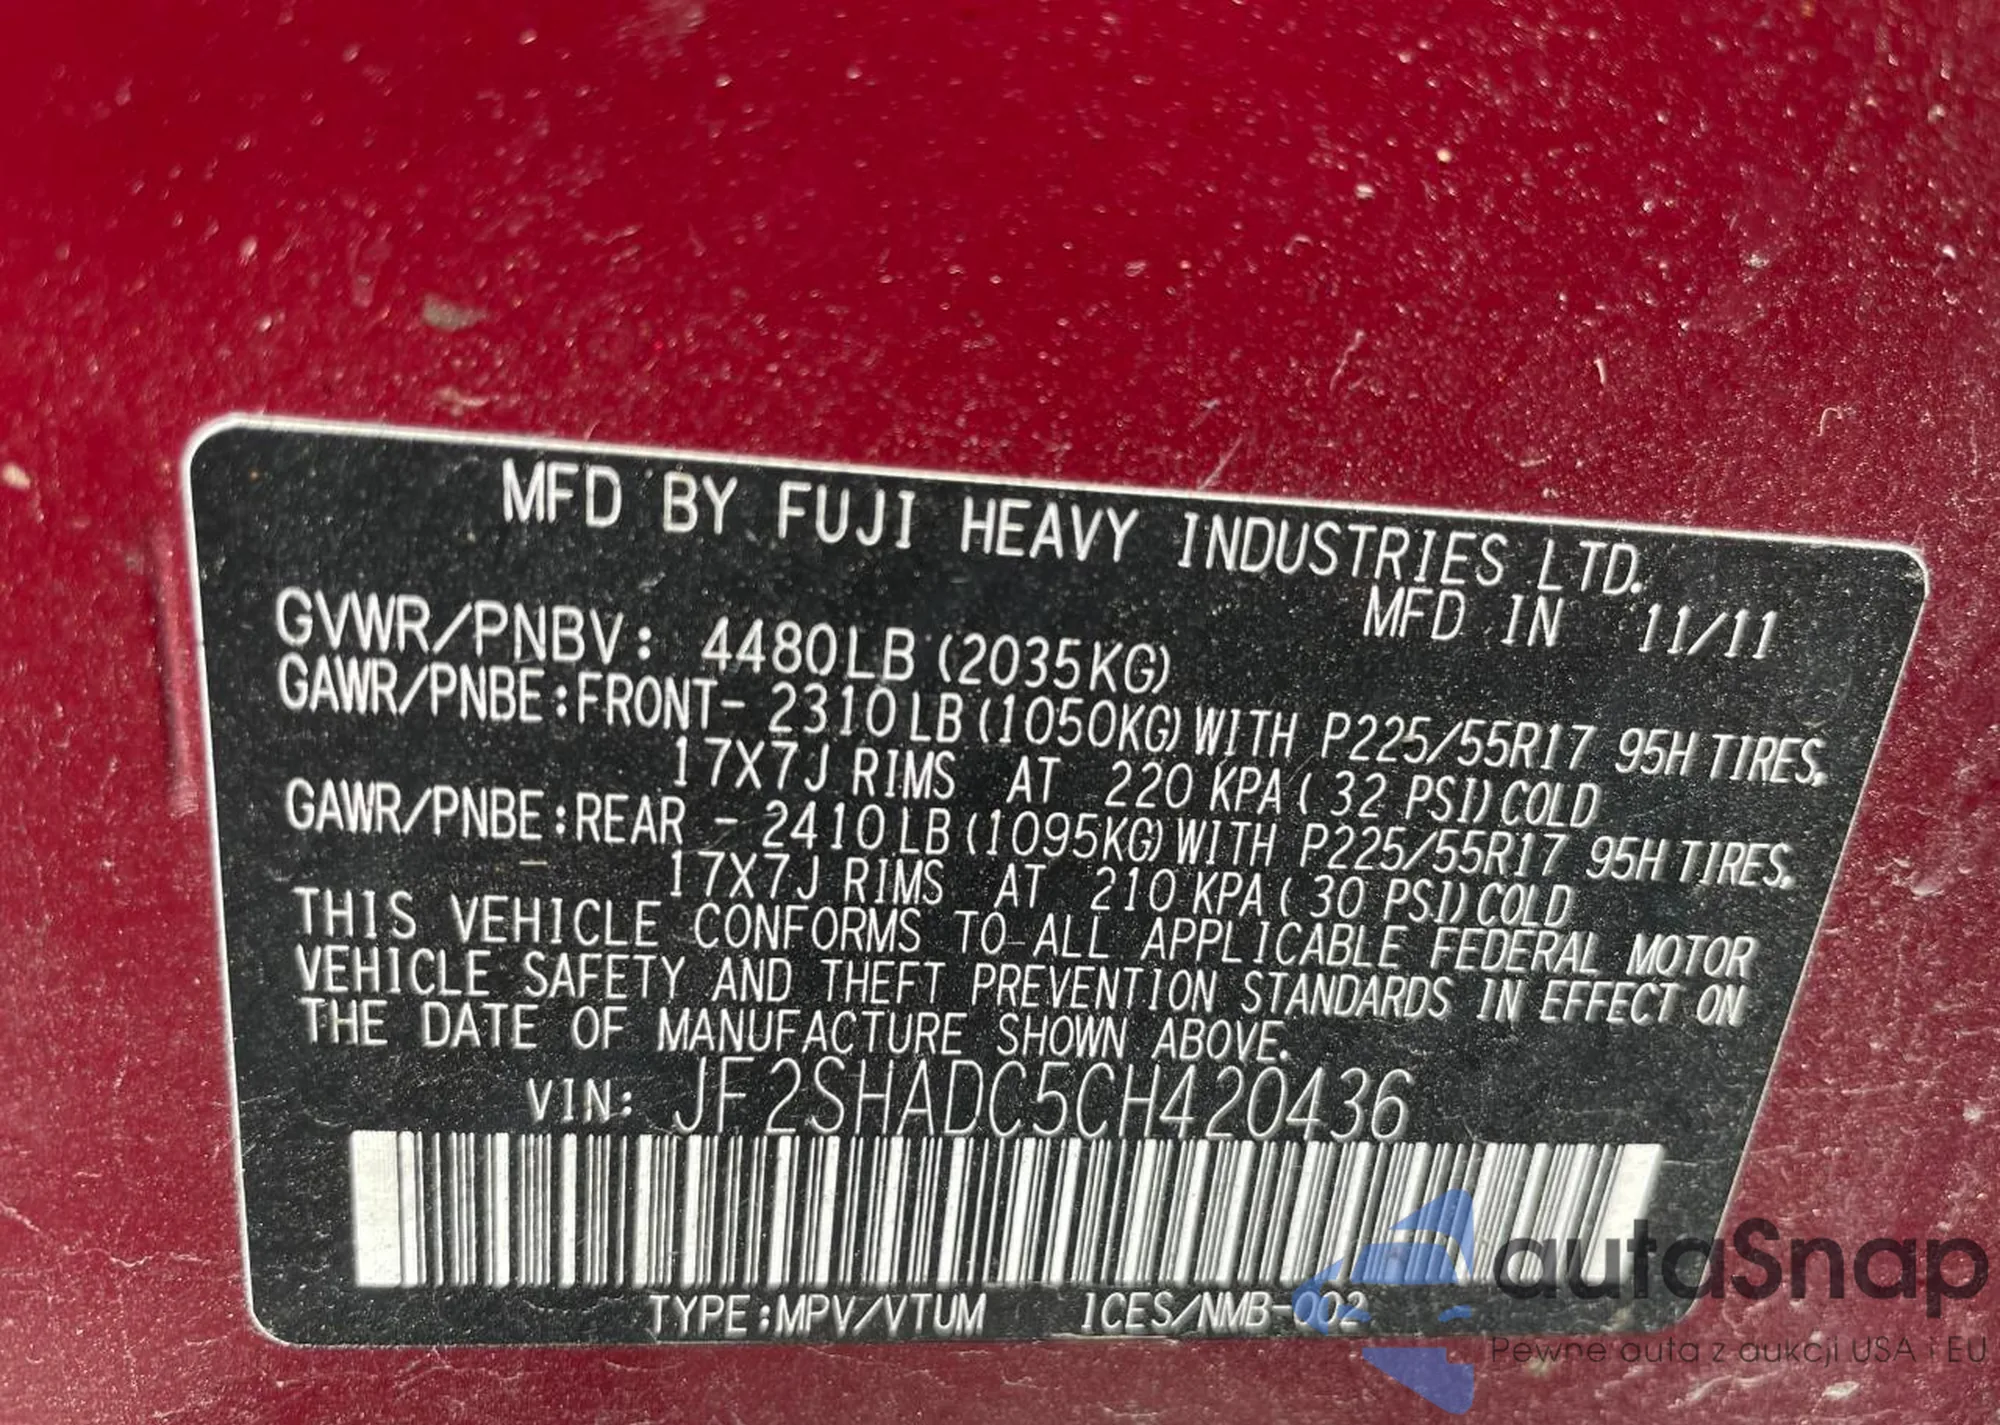 MFD BY FUJI HEAVY INDUSTRIES LTD.
MFD IN 11/11
GVWR/PNBV: 4480LB (2035KG)
GAWR/PNBE:FRONT- 2310LB (1050KG) WITH P225/55R17 95H TIRES,
17X7J RIMS AT 220 KPA ( 32 PSI) COLD
GAWR/PNBE:REAR - 2410LB (1095KG) WITH P225/55R17 95H TIRES,
17X7J RIMS AT 210 KPA ( 30 PSI) COLD
THIS VEHICLE CONFORMS TO ALL APPLICABLE FEDERAL MOTOR
VEHICLE SAFETY AND THEFT PREVENTION STANDARDS IN EFFECT ON
THE DATE OF MANUFACTURE SHOWN ABOVE.
VIN: JF2SHADC5CH420436
TYPE:MPV/VTUM ICES/NMB-002
autaSnap
Pewne auta z aukcji USA i EU